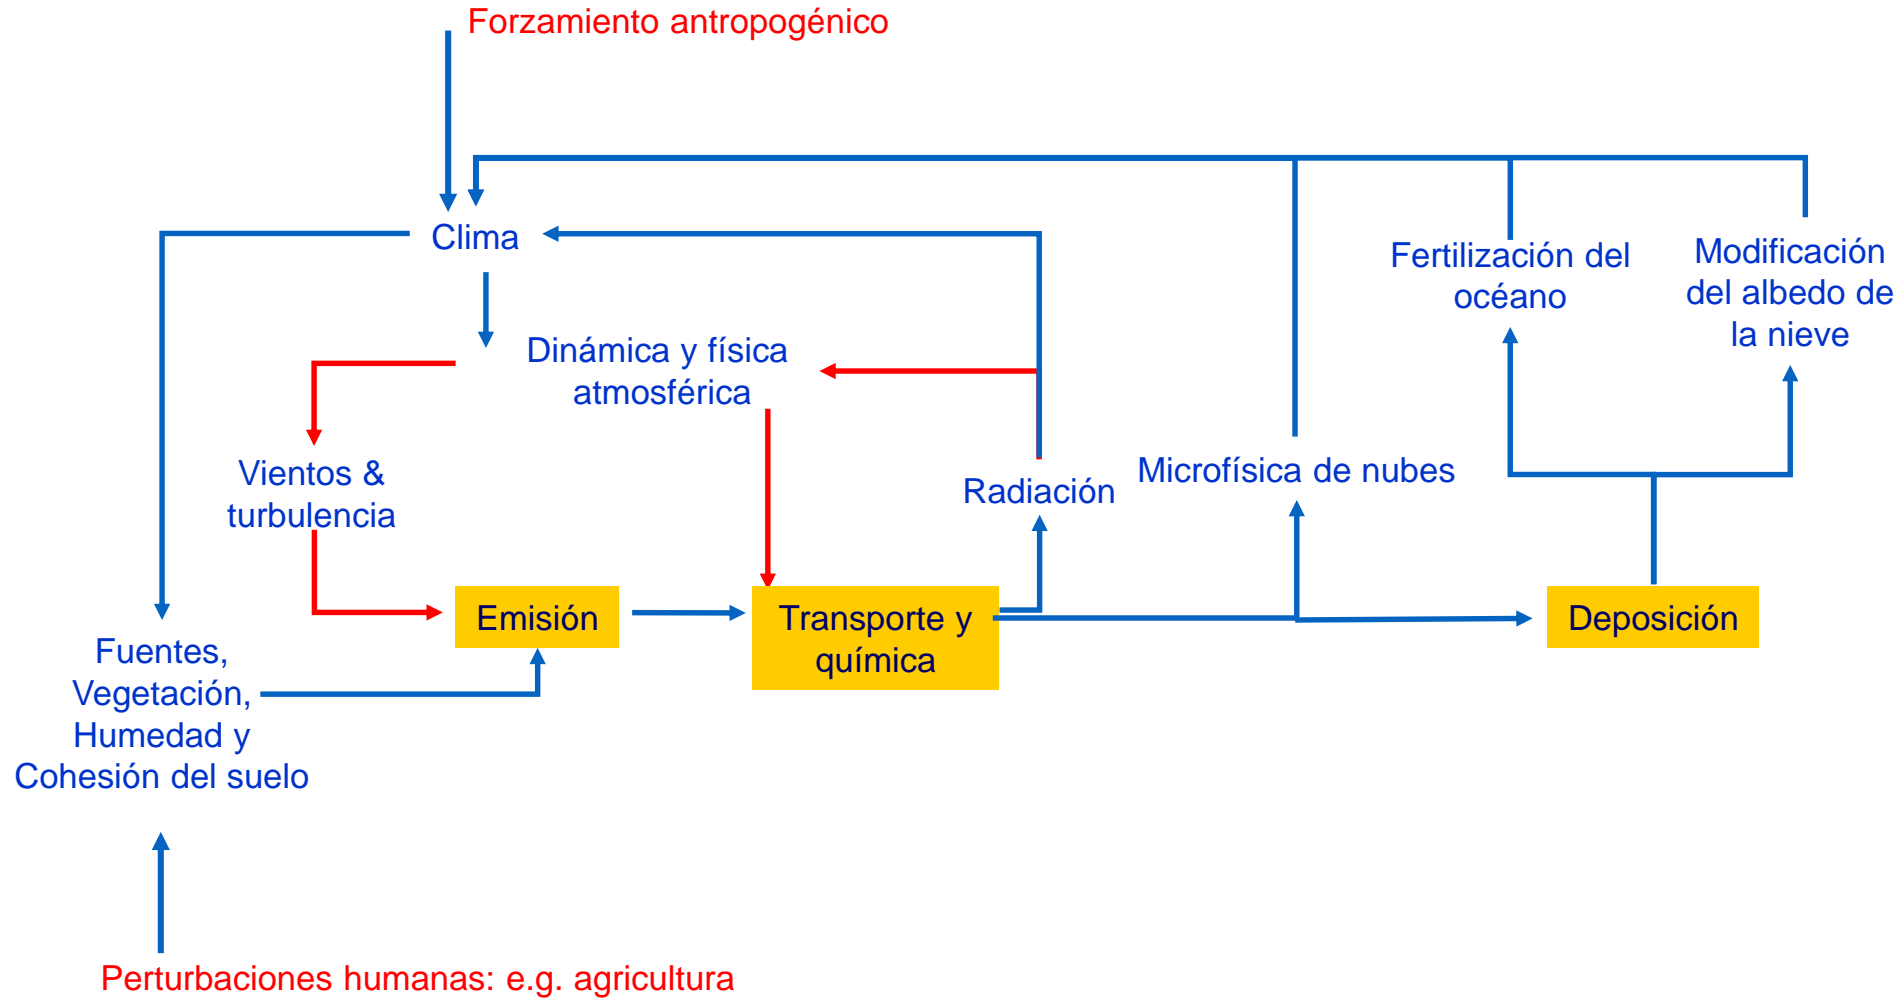 Forzamiento antropogénico
Clima
Fertilización del
océano
Modificación
del albedo de
la nieve
Dinámica y física
atmosférica
Vientos &
turbulencia
Radiación
Microfísica de nubes
Emisión
Transporte y
química
Deposición
Fuentes,
Vegetación,
Humedad y
Cohesión del suelo
Perturbaciones humanas: e.g. agricultura